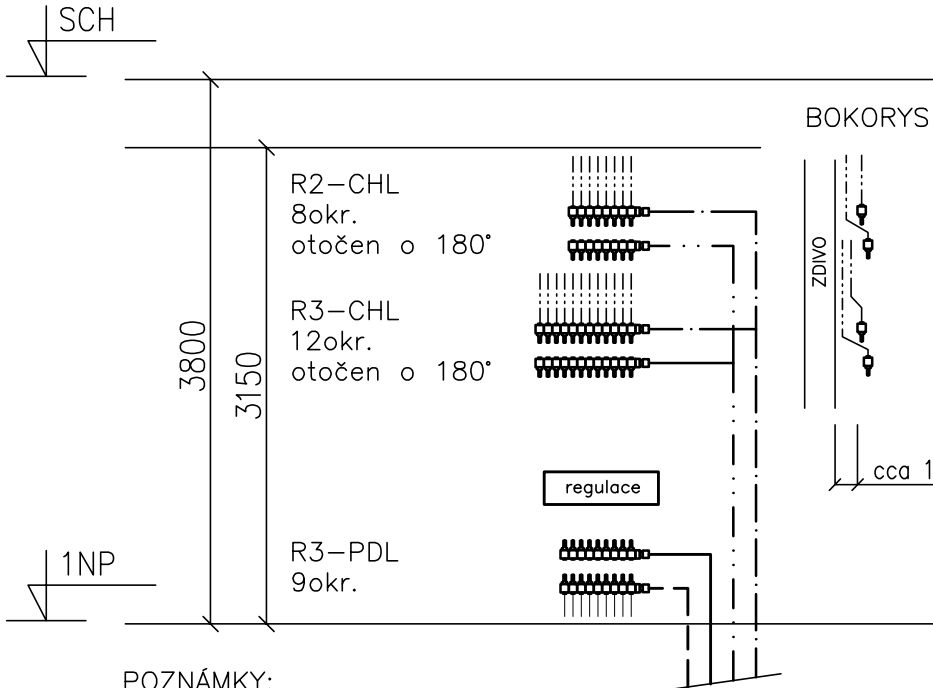 SCH
BOKORYS
R2-CHL
8okr.
otočen o 180°
ZDIVO
R3-CHL
12okr.
otočen o 180°
3800
3150
cca 1
regulace
1NP
R3-PDL
9okr.
POZNÁMKY: